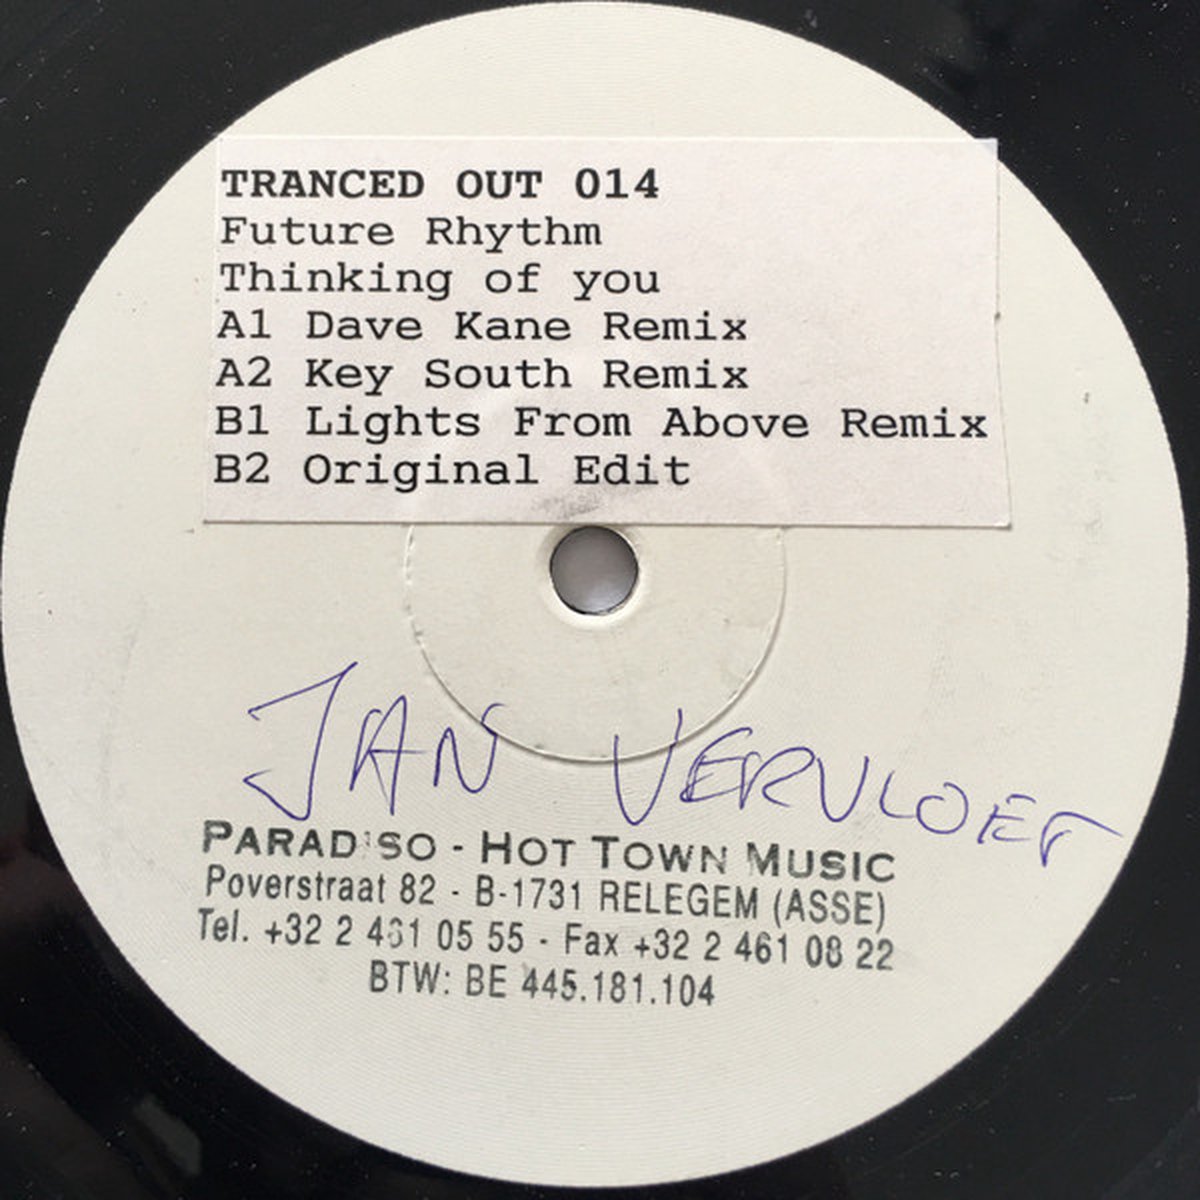 TRANCED OUT 014
Future Rhythm
Thinking of you
A1 Dave Kane Remix
A2 Key South Remix
B1 Lights From Above Remix
B2 Original Edit
JAN VERVLOET
PARADISO - HOT TOWN MUSIC
Poverstraat 82 - B-1731 RELEGEM (ASSE)
Tel. +32 2 461 05 55 - Fax +32 2 461 08 22
BTW: BE 445.181.104